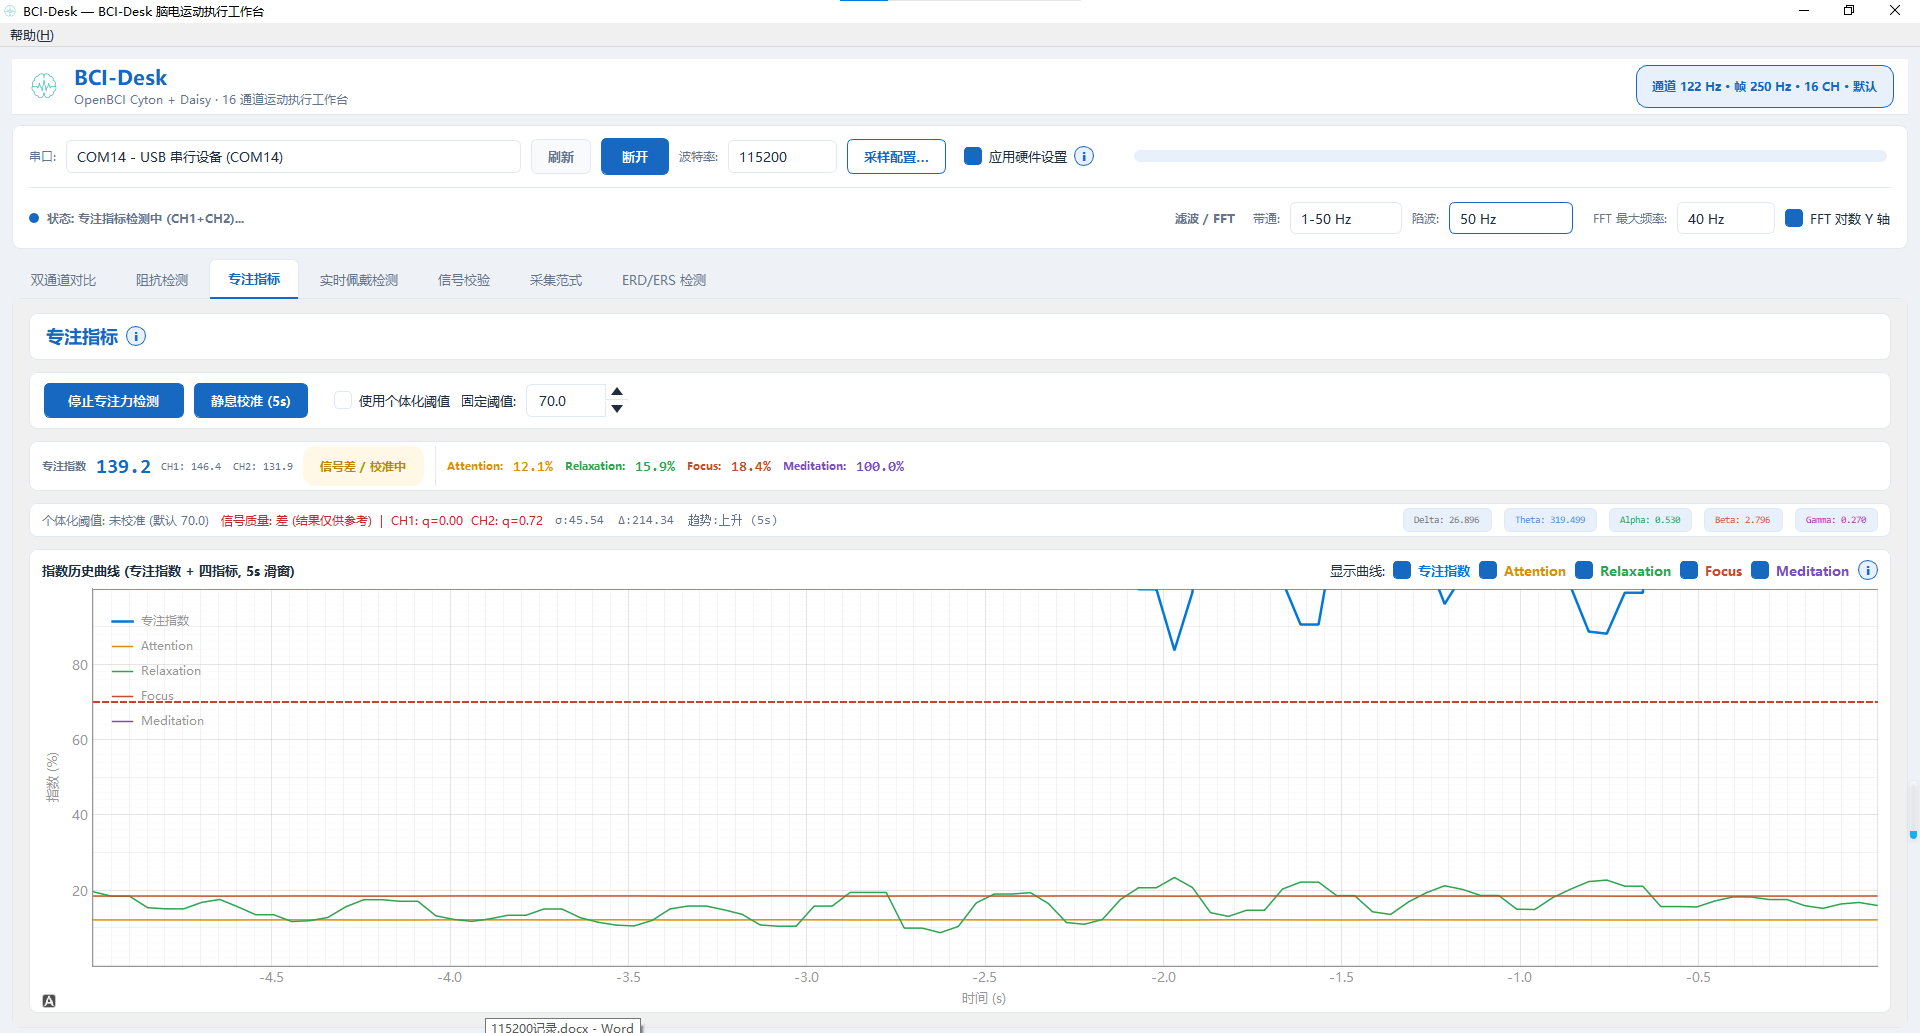 BCI-Desk — BCI-Desk 脑电运动执行工作台
帮助(H)
BCI-Desk
OpenBCI Cyton + Daisy · 16 通道运动执行工作台
通道 122 Hz • 帧 250 Hz • 16 CH • 默认
串口: COM14 - USB 串行设备 (COM14) 刷新 断开 波特率: 115200 采样配置... 应用硬件设置 i
状态: 专注指标检测中 (CH1+CH2)... 滤波 / FFT 带通: 1-50 Hz 陷波: 50 Hz FFT 最大频率: 40 Hz FFT 对数 Y 轴
双通道对比 阻抗检测 专注指标 实时佩戴检测 信号校验 采集范式 ERD/ERS 检测
专注指标 i
停止专注力检测 静息校准 (5s) 使用个体化阈值 固定阈值: 70.0
专注指数 139.2 CH1: 146.4 CH2: 131.9 信号差 / 校准中 Attention: 12.1% Relaxation: 15.9% Focus: 18.4% Meditation: 100.0%
个体化阈值: 未校准 (默认 70.0) 信号质量: 差 (结果仅供参考) | CH1: q=0.00 CH2: q=0.72 σ:45.54 Δ:214.34 趋势:上升 (5s) Delta: 26.896 Theta: 319.499 Alpha: 0.530 Beta: 2.796 Gamma: 0.270
指数历史曲线 (专注指数 + 四指标, 5s 滑窗) 显示曲线: 专注指数 Attention Relaxation Focus Meditation i
专注指数
Attention
Relaxation
Focus
Meditation
80
60
40
20
指数 (%)
-4.5 -4.0 -3.5 -3.0 -2.5 -2.0 -1.5 -1.0 -0.5
时间 (s)
A
115200记录.docx - Word